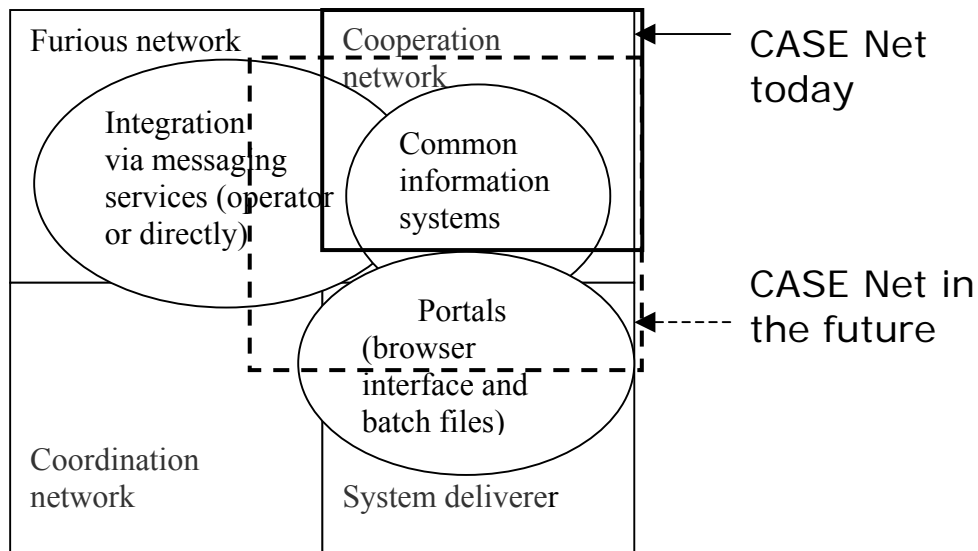 Furious network
Cooperation
network
CASE Net
today
Integration
via messaging
services (operator
or directly)
Common
information
systems
CASE Net in
the future
Portals
(browser
interface and
batch files)
Coordination
network
System deliverer